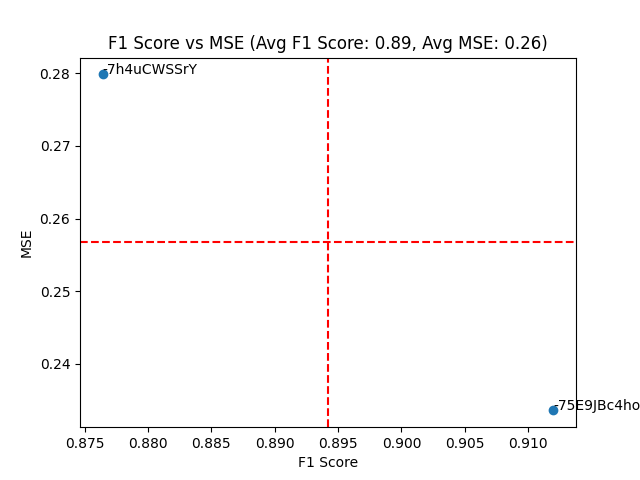 F1 Score vs MSE (Avg F1 Score: 0.89, Avg MSE: 0.26)
-7h4uCWSSrY
0.28
0.27
0.26
0.25
0.24
MSE
-75E9JBc4ho
0.875 0.880 0.885 0.890 0.895 0.900 0.905 0.910
F1 Score